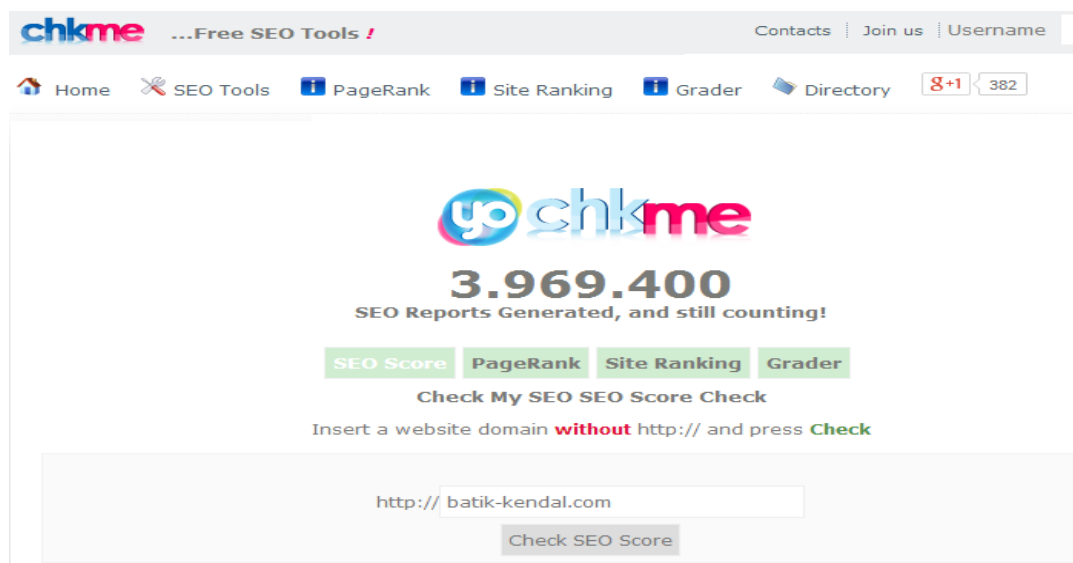 chkme ...Free SEO Tools !
Contacts Join us Username
Home SEO Tools PageRank Site Ranking Grader Directory g+1 382
yo chkme
3.969.400
SEO Reports Generated, and still counting!
SEO Score PageRank Site Ranking Grader
Check My SEO SEO Score Check
Insert a website domain without http:// and press Check
http:// batik-kendal.com
Check SEO Score